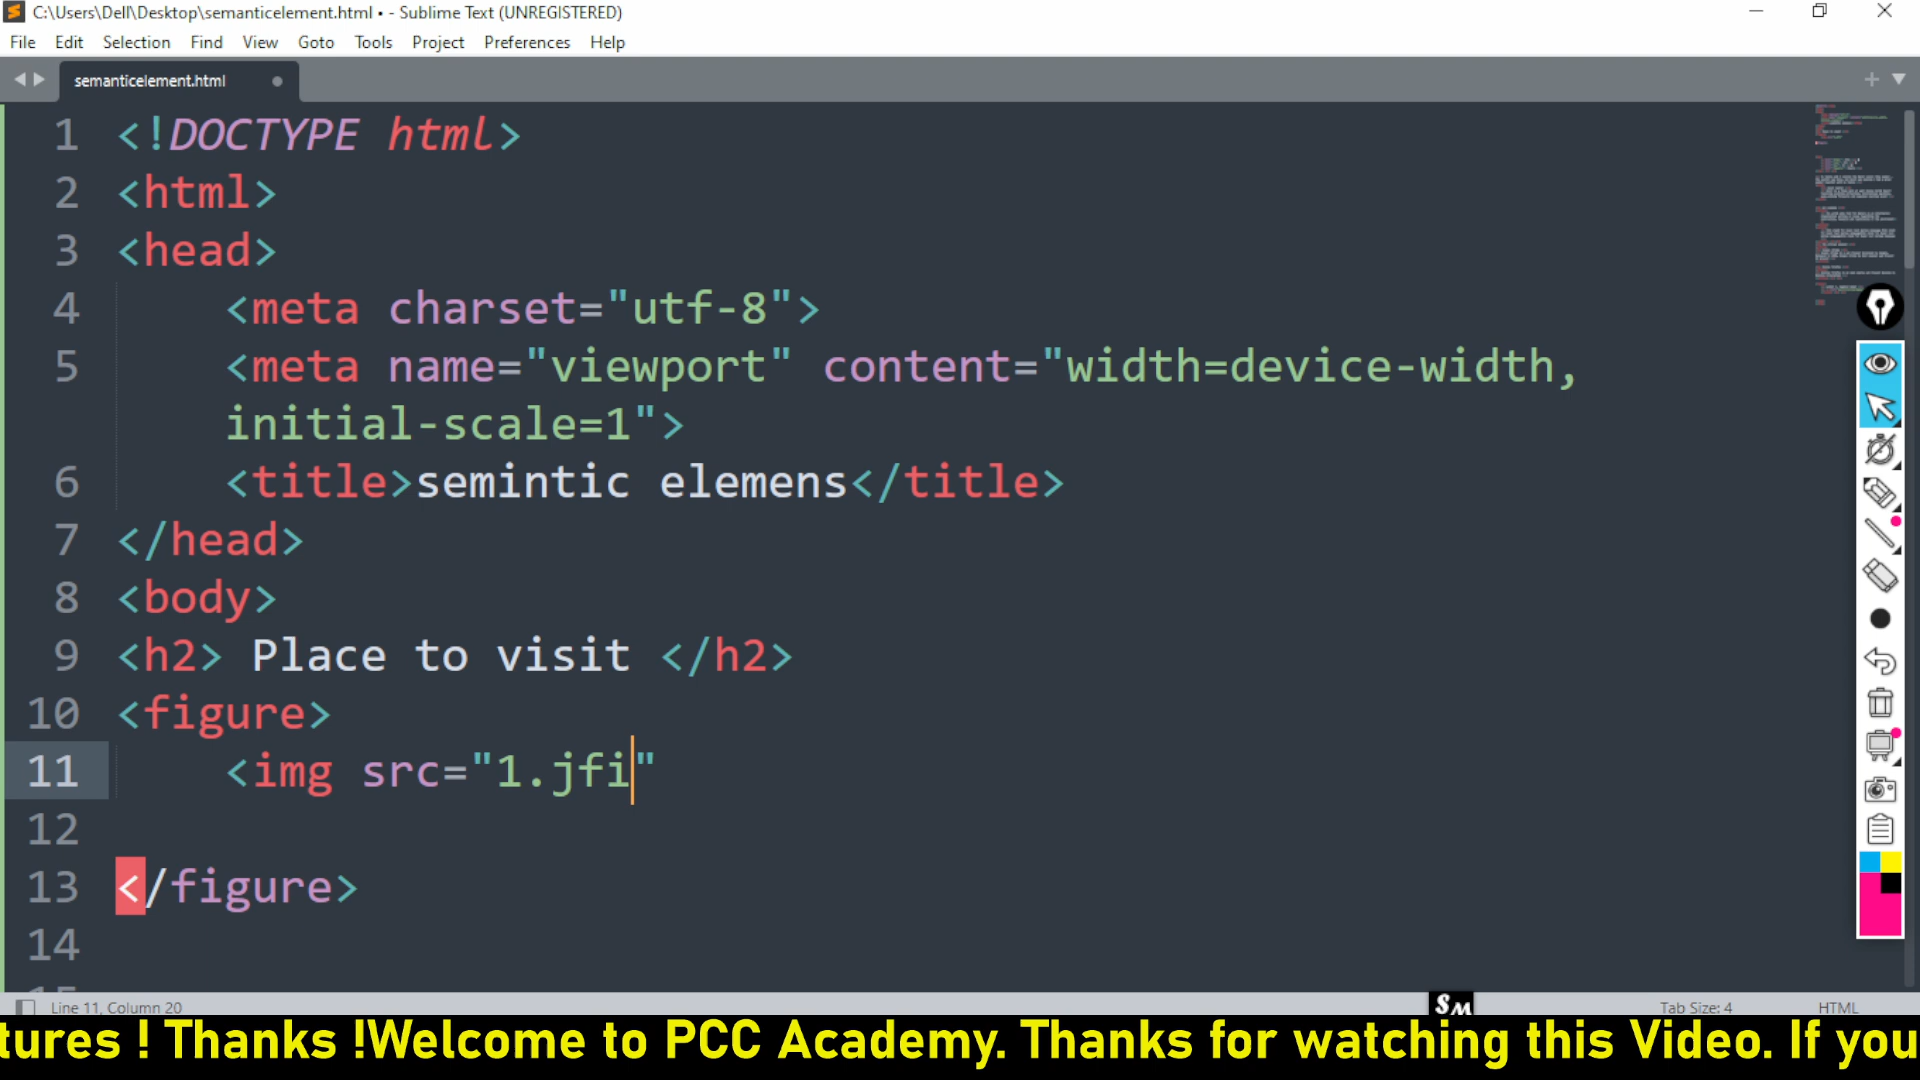 C:\Users\Dell\Desktop\semanticelement.html • - Sublime Text (UNREGISTERED)
File Edit Selection Find View Goto Tools Project Preferences Help
semanticelement.html
1 <!DOCTYPE html>
2 <html>
3 <head>
4 <meta charset="utf-8">
5 <meta name="viewport" content="width=device-width,
initial-scale=1">
6 <title>semintic elemens</title>
7 </head>
8 <body>
9 <h2> Place to visit </h2>
10 <figure>
11 <img src="1.jfi"
12
13 </figure>
14
Line 11, Column 20 SM Tab Size: 4 HTML
tures ! Thanks !Welcome to PCC Academy. Thanks for watching this Video. If you